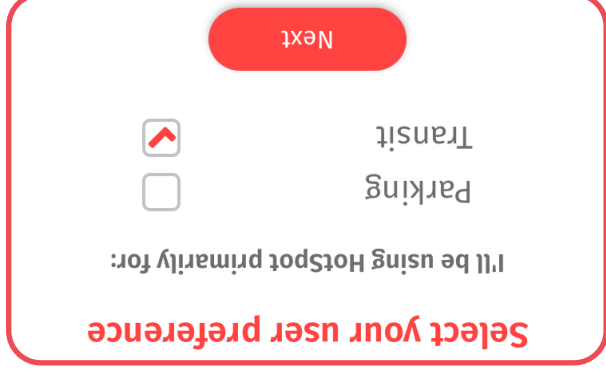 Select your user preference
I'll be using HotSpot primarily for:
Parking
Transit
Next